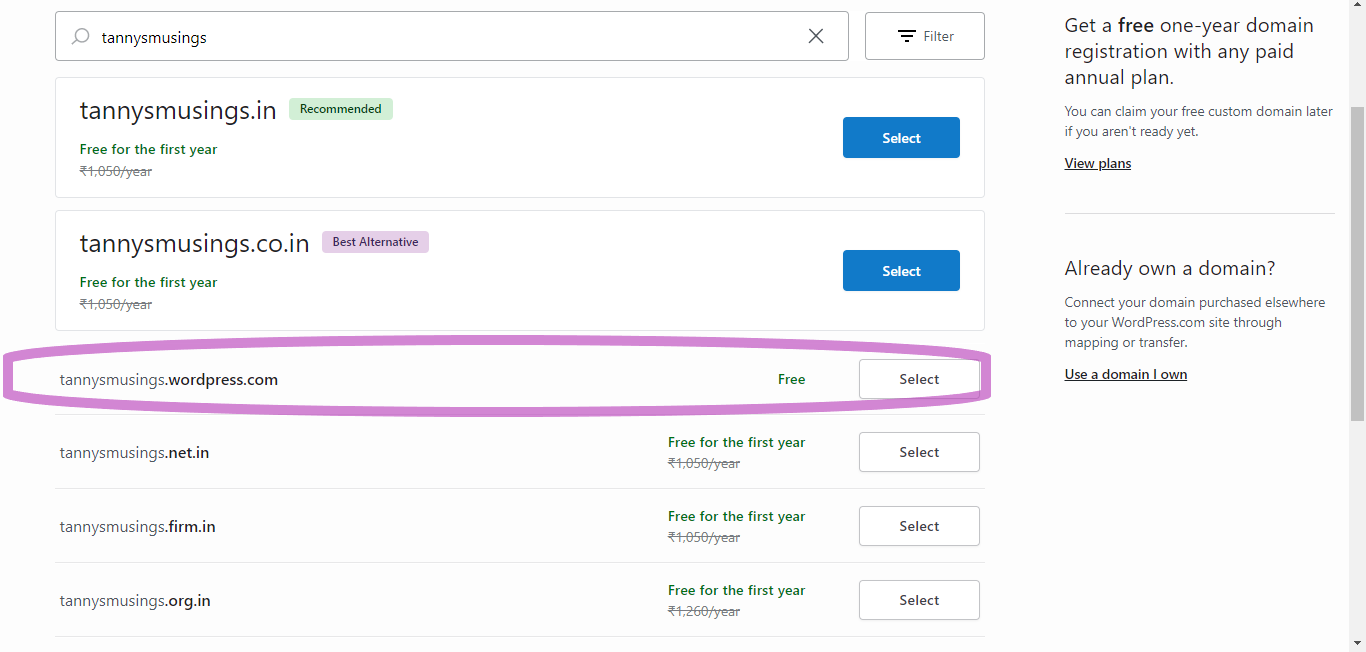 tannysmusings
Filter
tannysmusings.in Recommended
Free for the first year
₹1,050/year
Select
tannysmusings.co.in Best Alternative
Free for the first year
₹1,050/year
Select
tannysmusings.wordpress.com Free Select
tannysmusings.net.in Free for the first year Select
₹1,050/year
tannysmusings.firm.in Free for the first year Select
₹1,050/year
tannysmusings.org.in Free for the first year Select
₹1,260/year
Get a free one-year domain
registration with any paid
annual plan.
You can claim your free custom domain later
if you aren't ready yet.
View plans
Already own a domain?
Connect your domain purchased elsewhere
to your WordPress.com site through
mapping or transfer.
Use a domain I own